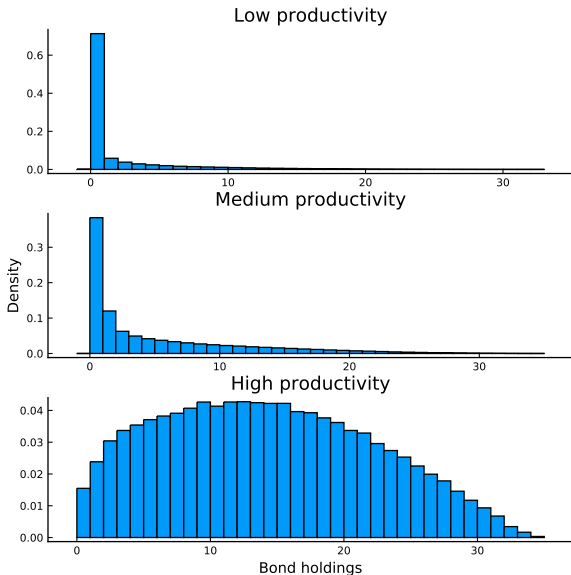 Low productivity
0.6
0.4
0.2
0.0
0 10 20 30
Medium productivity
Density
0.3
0.2
0.1
0.0
0 10 20 30
High productivity
0.04
0.03
0.02
0.01
0.00
0 10 20 30
Bond holdings